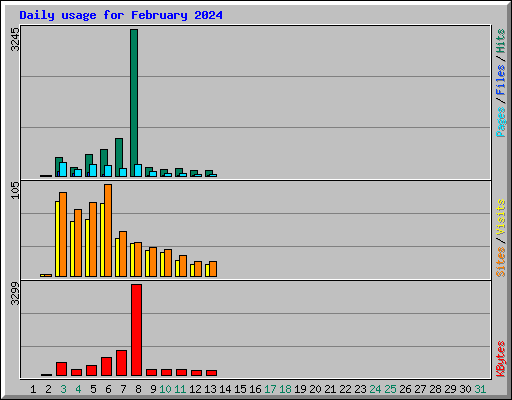 Daily usage for February 2024
3245
Pages / Files / Hits
105
Sites / Visits
3299
KBytes
1 2 3 4 5 6 7 8 9 10 11 12 13 14 15 16 17 18 19 20 21 22 23 24 25 26 27 28 29 30 31